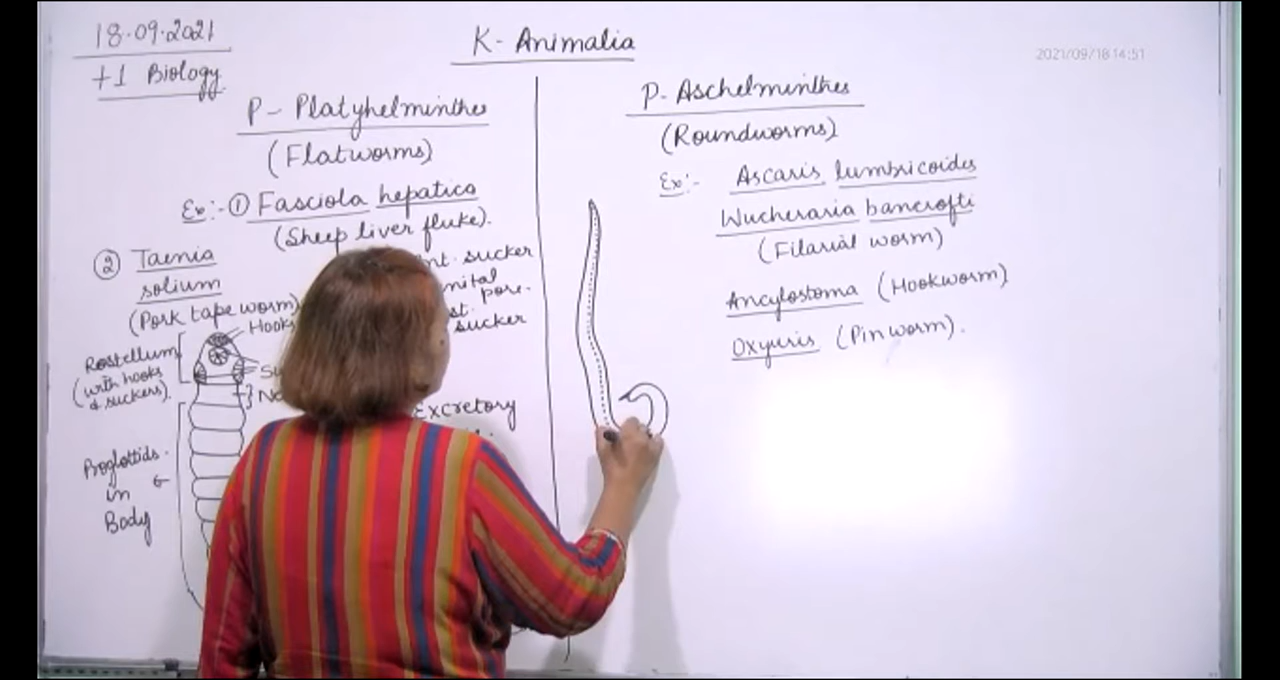 18.09.2021
+1 Biology
K- Animalia
2021/09/18 14:51
P- Platyhelminthes
(Flatworms)
Ex:- ① Fasciola hepatica
(Sheep liver fluke).
② Taenia
solium
(Pork tape worm)
Hooks
Rostellum
(with hooks
& suckers).
Proglottids
in
Body
sucker
pore.
sucker
Excretory
P- Aschelminthes
(Roundworms)
Ex:- Ascaris lumbricoides
Wucheraria bancrofti
(Filarial worm)
Ancylostoma (Hookworm)
Oxyuris (Pinworm).